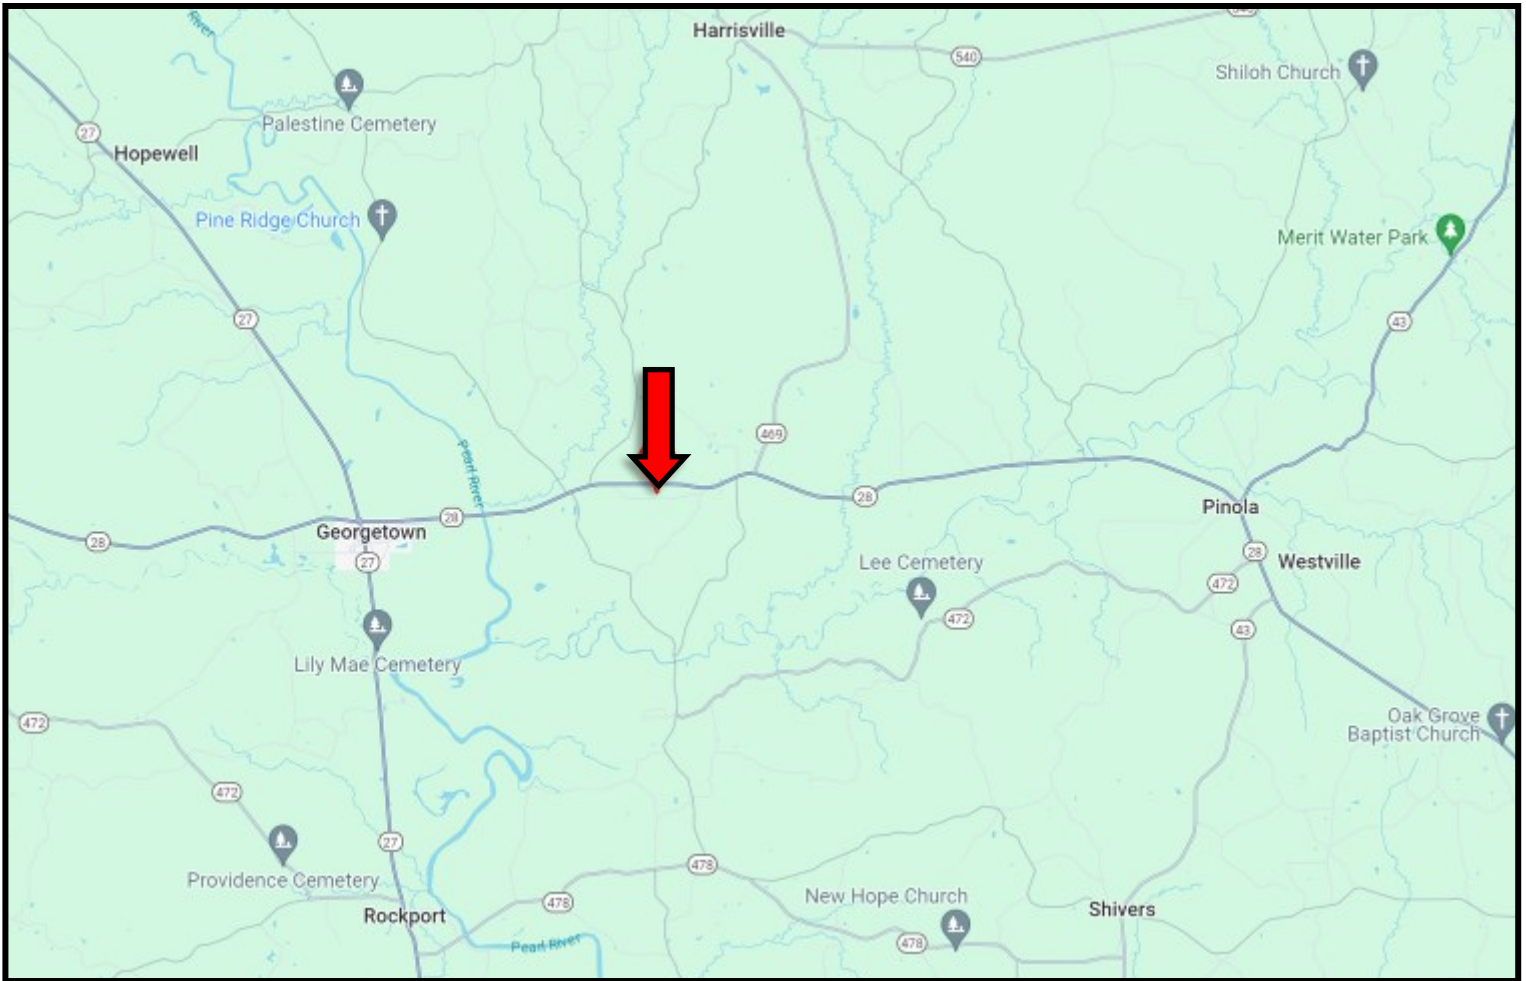 River
Harrisville
540
540
Shiloh Church
Palestine Cemetery
27
Hopewell
Pine Ridge Church
Merit Water Park
27
43
469
Pearl River
28
28
Pinola
Georgetown
28
27
Lee Cemetery
28
Westville
472
472
43
Lily Mae Cemetery
472
Oak Grove
Baptist Church
472
27
478
Providence Cemetery
478
New Hope Church
Rockport
Shivers
478
Pearl River